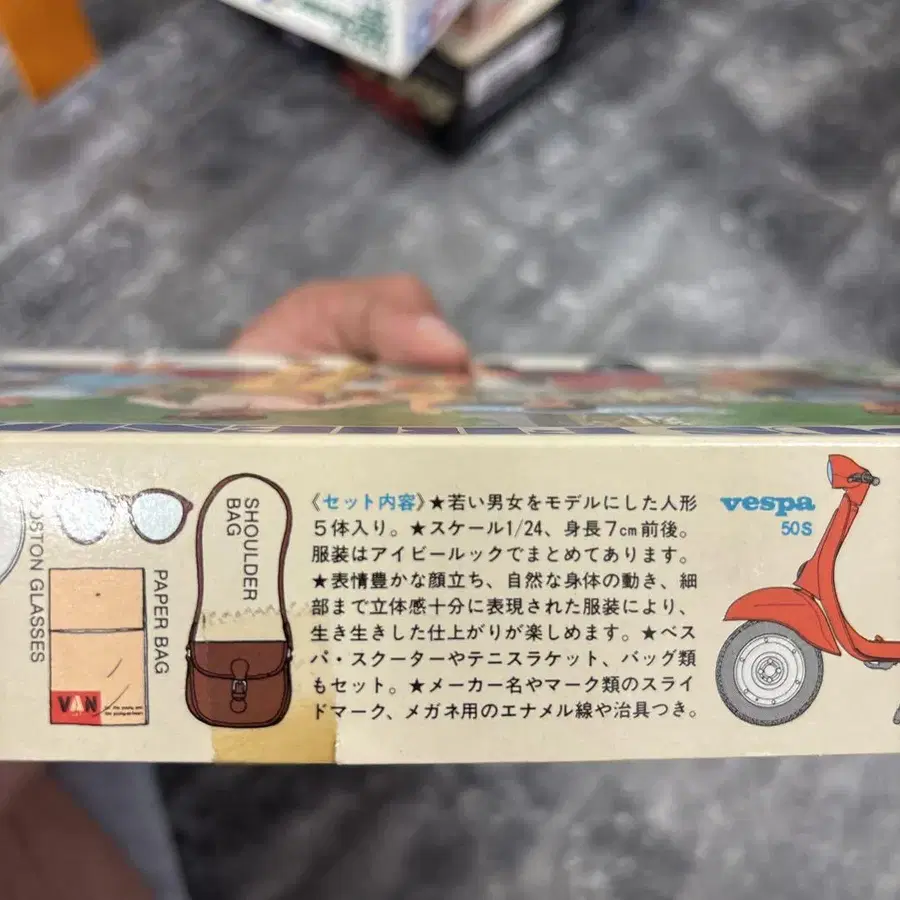 《セット内容》★若い男女をモデルにした人形
5体入り。★スケール1/24、身長7cm前後。
服装はアイビールックでまとめてあります。
★表情豊かな顔立ち、自然な身体の動き、細
部まで立体感十分に表現された服装により、
生き生きした仕上がりが楽しめます。★ベス
パ・スクーターやテニスラケット、バッグ類
もセット。★メーカー名やマーク類のスライ
ドマーク、メガネ用のエナメル線や治具つき。
vespa
50S
SHOULDER
BAG
PAPER BAG
OSTON GLASSES
VAN